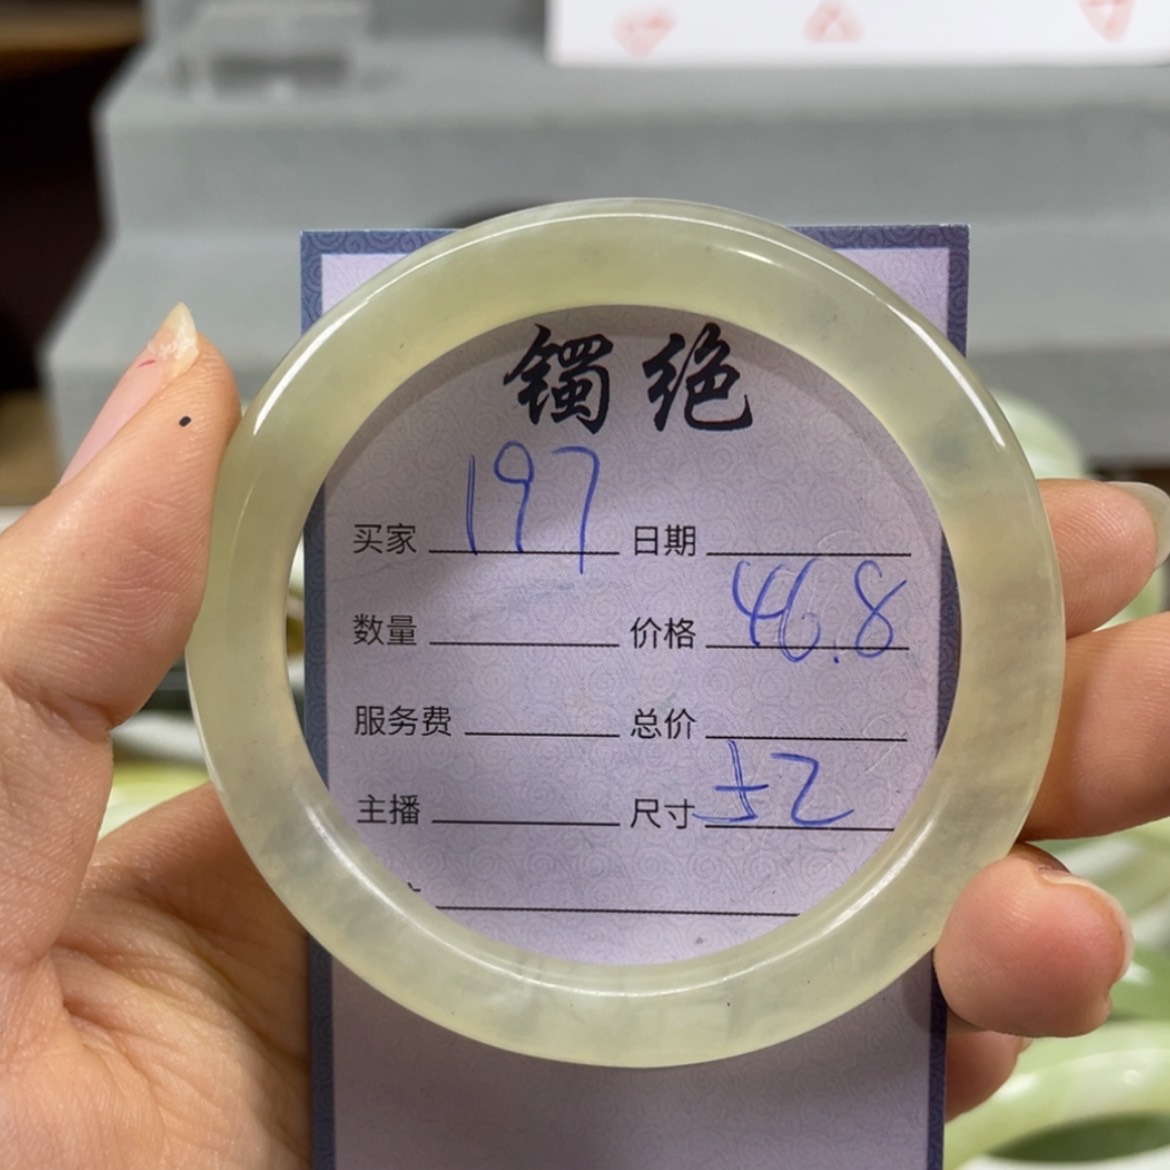 镯绝
买家 197 日期
数量 价格 46.8
服务费 总价
主播 尺寸 52